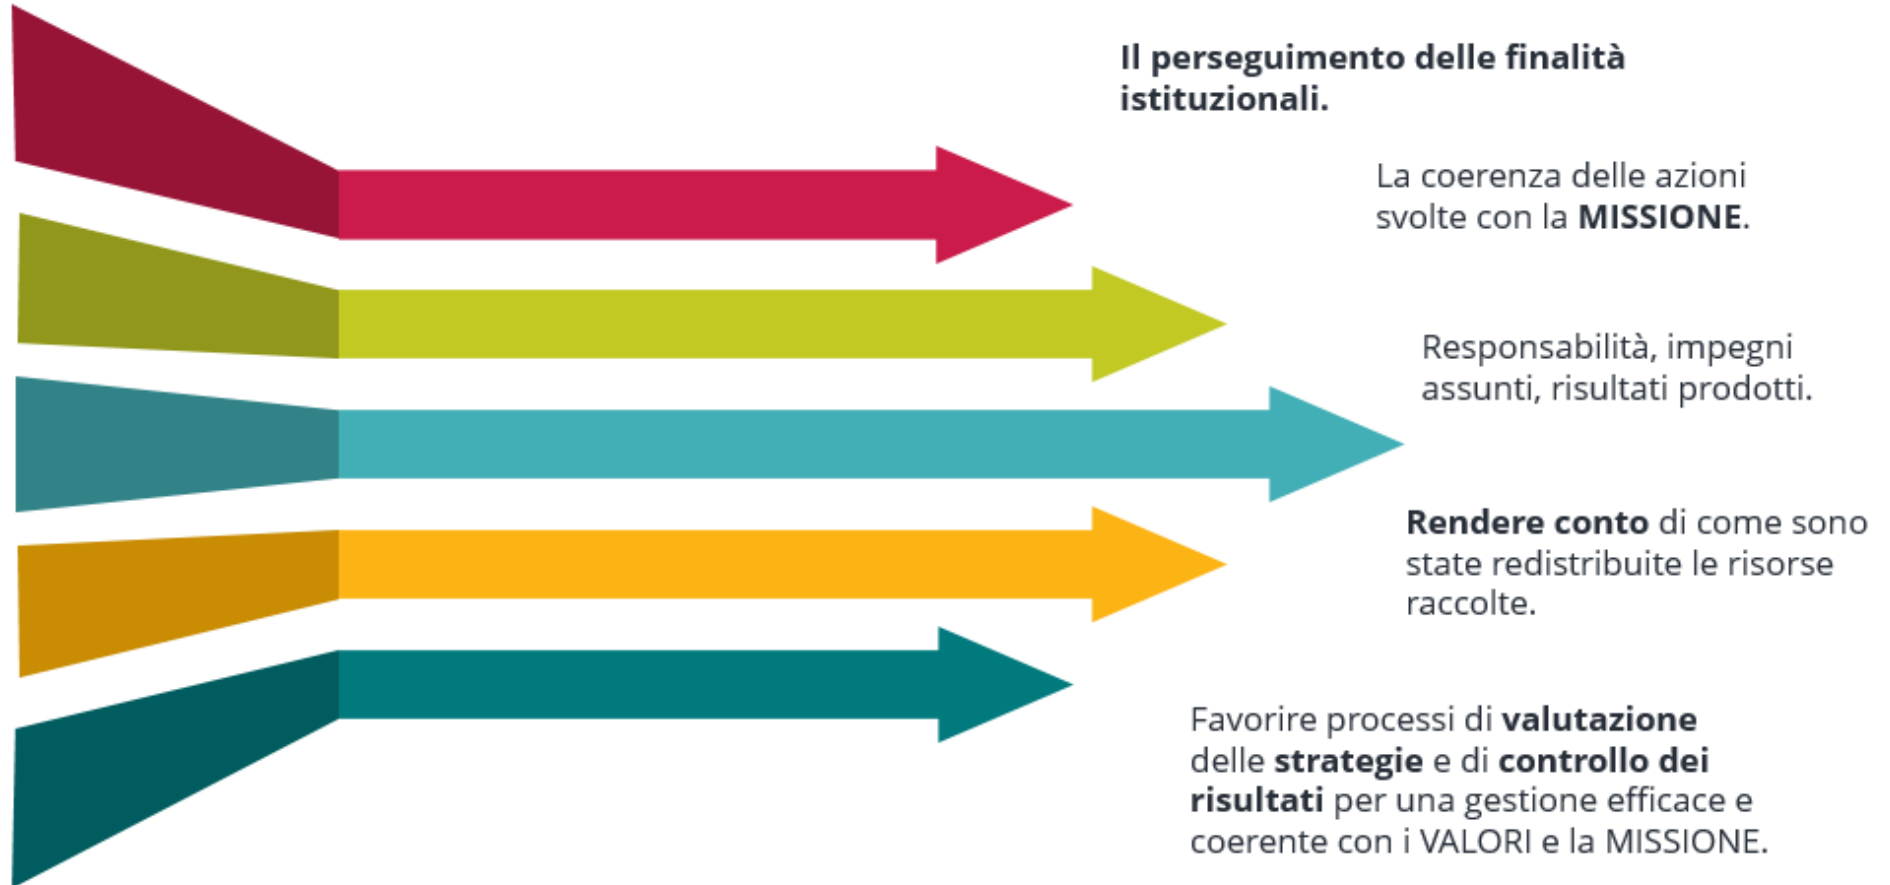 Il perseguimento delle finalità
istituzionali.
La coerenza delle azioni
svolte con la MISSIONE.
Responsabilità, impegni
assunti, risultati prodotti.
Rendere conto di come sono
state redistribuite le risorse
raccolte.
Favorire processi di valutazione
delle strategie e di controllo dei
risultati per una gestione efficace e
coerente con i VALORI e la MISSIONE.